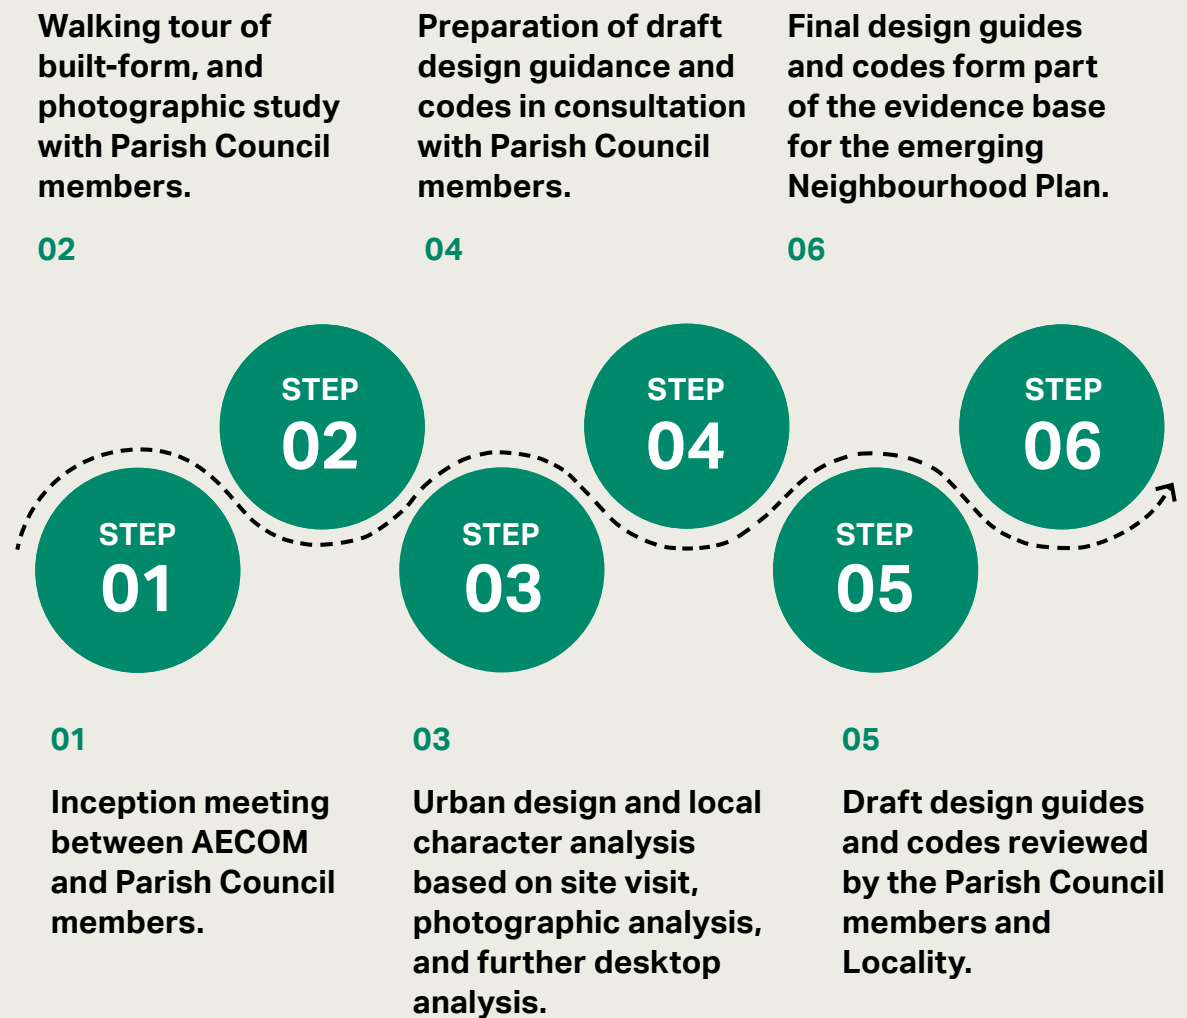 Walking tour of
built-form, and
photographic study
with Parish Council
members.
02
Preparation of draft
design guidance and
codes in consultation
with Parish Council
members.
04
Final design guides
and codes form part
of the evidence base
for the emerging
Neighbourhood Plan.
06
STEP
01
STEP
02
STEP
03
STEP
04
STEP
05
STEP
06
01
Inception meeting
between AECOM
and Parish Council
members.
03
Urban design and local
character analysis
based on site visit,
photographic analysis,
and further desktop
analysis.
05
Draft design guides
and codes reviewed
by the Parish Council
members and
Locality.